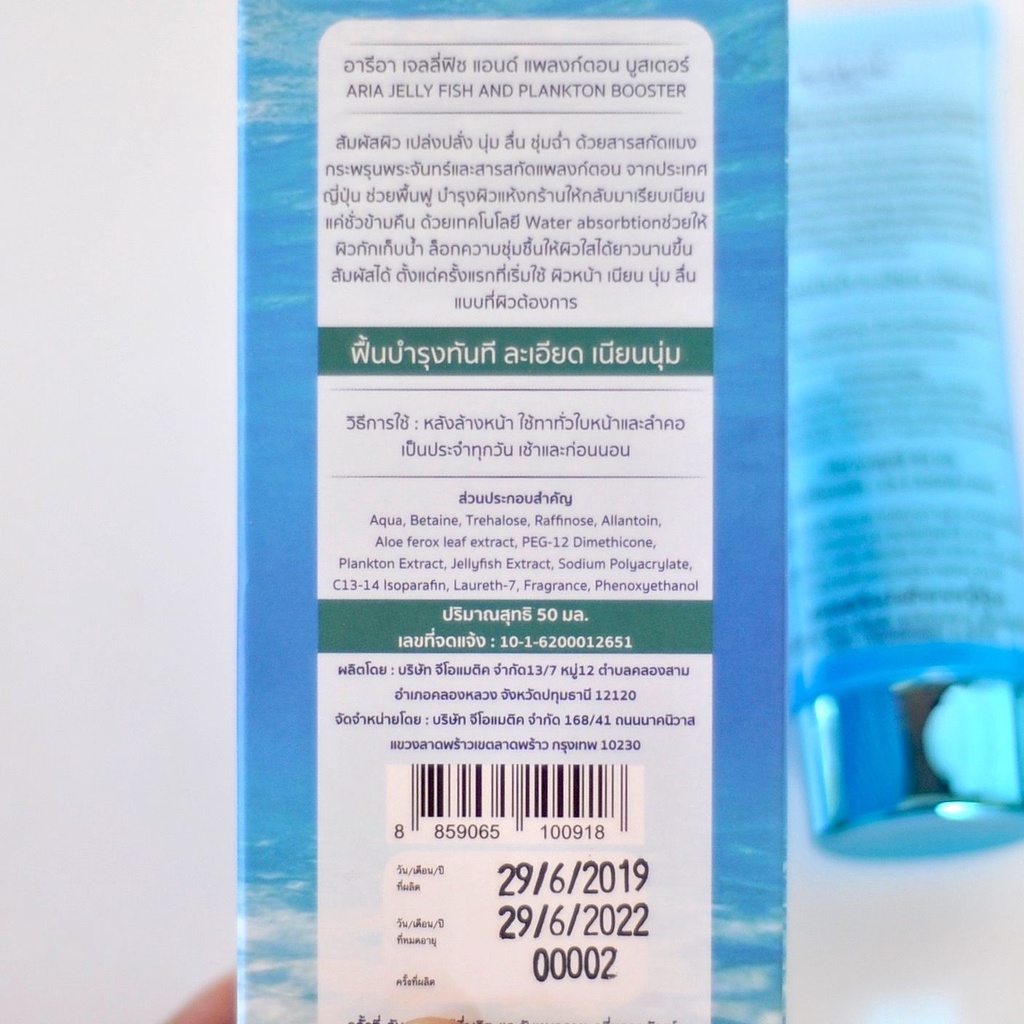 อารีอา เจลลี่ฟิช แอนด์ แพลงก์ตอน บูสเตอร์
ARIA JELLY FISH AND PLANKTON BOOSTER
สัมผัสผิว เปล่งปลั่ง นุ่ม ลื่น ชุ่มฉ่ำ ด้วยสารสกัดแมง
กระพรุนพระจันทร์และสารสกัดแพลงก์ตอน จากประเทศ
ญี่ปุ่น ช่วยฟื้นฟู บำรุงผิวแห้งกร้านให้กลับมาเรียบเนียน
แค่ชั่วข้ามคืน ด้วยเทคโนโลยี Water absorbtionช่วยให้
ผิวกักเก็บน้ำ ล็อกความชุ่มชื้นให้ผิวใสได้ยาวนานขึ้น
สัมผัสได้ ตั้งแต่ครั้งแรกที่เริ่มใช้ ผิวหน้า เนียน นุ่ม ลื่น
แบบที่ผิวต้องการ
ฟื้นบำรุงทันที ละเอียด เนียนนุ่ม
วิธีการใช้ : หลังล้างหน้า ใช้ทาทั่วใบหน้าและลำคอ
เป็นประจำทุกวัน เช้าและก่อนนอน
ส่วนประกอบสำคัญ
Aqua, Betaine, Trehalose, Raffinose, Allantoin,
Aloe ferox leaf extract, PEG-12 Dimethicone,
Plankton Extract, Jellyfish Extract, Sodium Polyacrylate,
C13-14 Isoparafin, Laureth-7, Fragrance, Phenoxyethanol
ปริมาณสุทธิ 50 มล.
เลขที่จดแจ้ง : 10-1-6200012651
ผลิตโดย : บริษัท จีโอแมติค จำกัด13/7 หมู่12 ตำบลคลองสาม
อำเภอคลองหลวง จังหวัดปทุมธานี 12120
จัดจำหน่ายโดย : บริษัท จีโอแมติค จำกัด 168/41 ถนนนาคนิวาส
แขวงลาดพร้าวเขตลาดพร้าว กรุงเทพ 10230
8 859065 100918
วัน/เดือน/ปี
ที่ผลิต
29/6/2019
วัน/เดือน/ปี
ที่หมดอายุ
29/6/2022
ครั้งที่ผลิต
00002